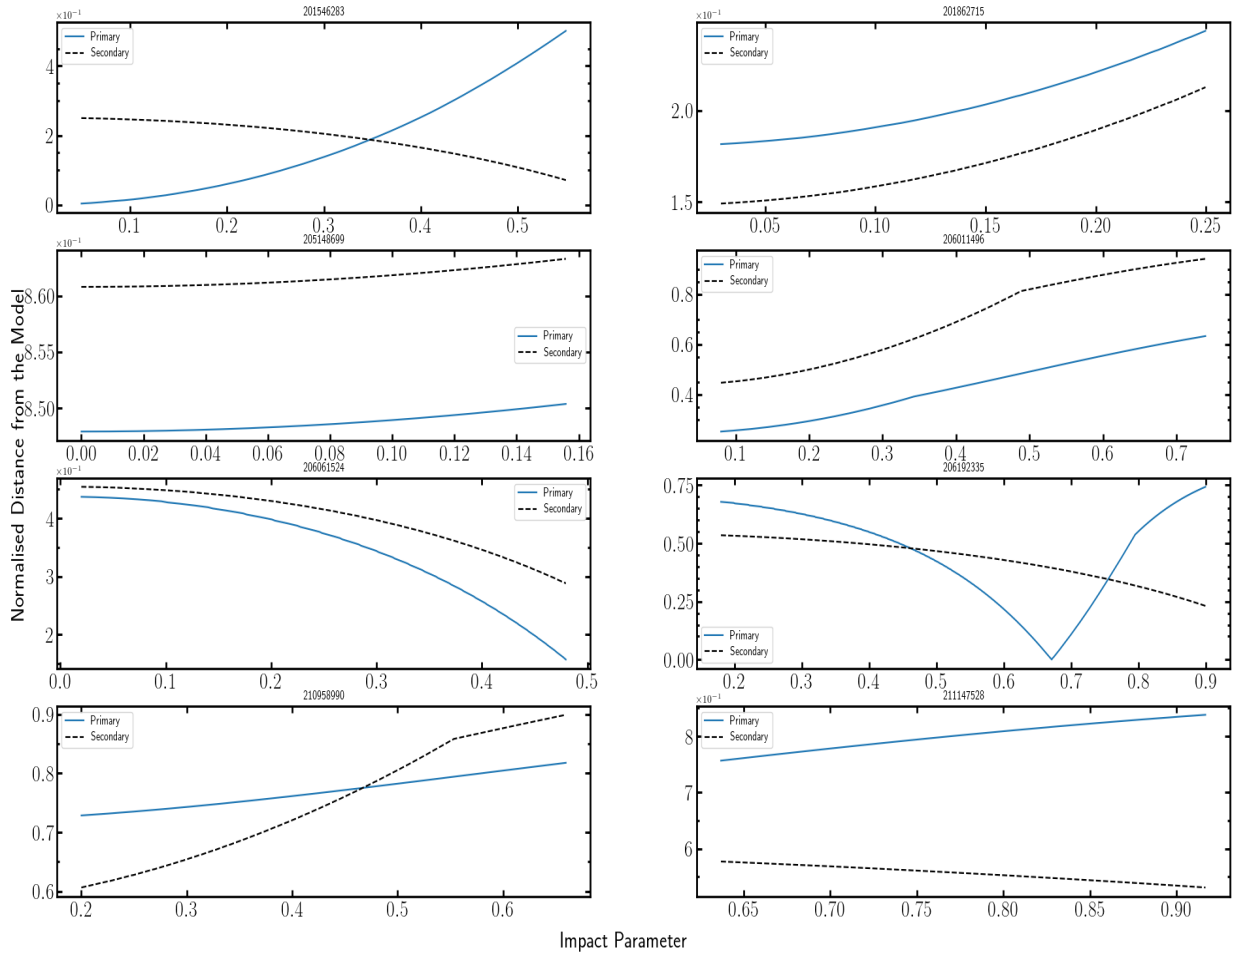 201546283
×10⁻¹
Primary
Secondary
4
2
0
0.1 0.2 0.3 0.4 0.5
201862715
×10⁻¹
Primary
Secondary
2.0
1.5
0.05 0.10 0.15 0.20 0.25
205148699
×10⁻¹
8.60
8.55
8.50
Primary
Secondary
0.00 0.02 0.04 0.06 0.08 0.10 0.12 0.14 0.16
206011496
Primary
Secondary
0.8
0.6
0.4
0.1 0.2 0.3 0.4 0.5 0.6 0.7
Normalised Distance from the Model
206061524
×10⁻¹
Primary
Secondary
4
3
2
0.0 0.1 0.2 0.3 0.4 0.5
206192335
0.75
0.50
0.25
0.00
Primary
Secondary
0.2 0.3 0.4 0.5 0.6 0.7 0.8 0.9
210958990
Primary
Secondary
0.9
0.8
0.7
0.6
0.2 0.3 0.4 0.5 0.6
211147528
×10⁻¹
Primary
Secondary
8
7
6
0.65 0.70 0.75 0.80 0.85 0.90
Impact Parameter